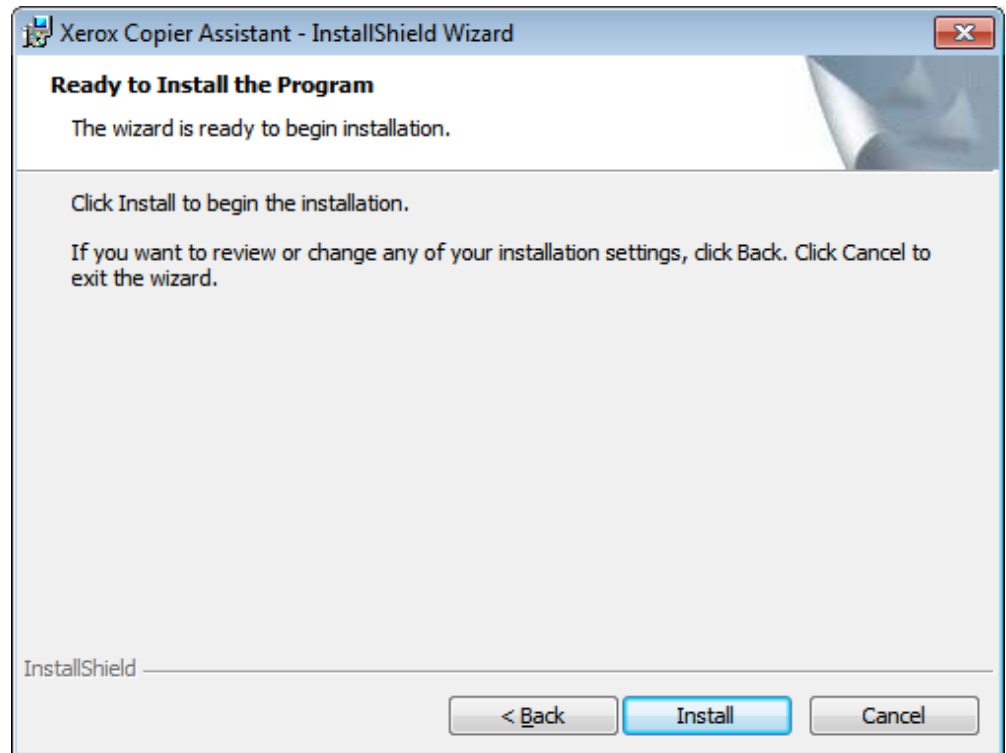 Xerox Copier Assistant - InstallShield Wizard
Ready to Install the Program
The wizard is ready to begin installation.
Click Install to begin the installation.
If you want to review or change any of your installation settings, click Back. Click Cancel to
exit the wizard.
InstallShield
< Back
Install
Cancel